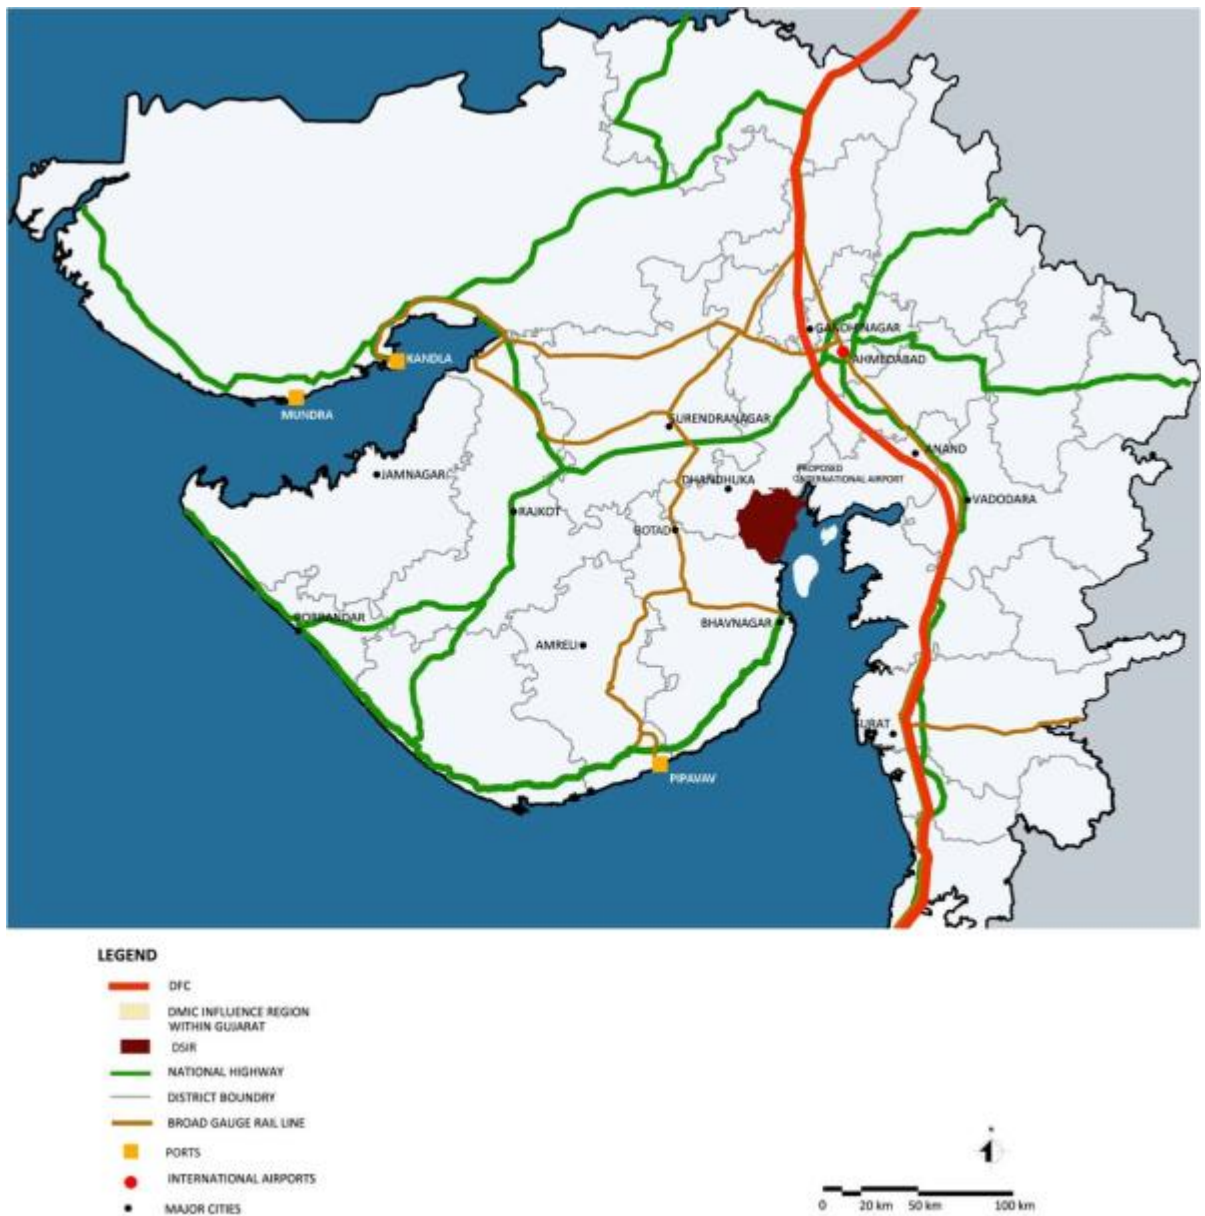 GANDHINAGAR
KANDLA
AHMEDABAD
MUNDRA
SURENDRANAGAR
ANAND
JAMNAGAR
PROPOSED
INTERNATIONAL AIRPORT
DHANDHUKA
VADODARA
RAJKOT
BOTAD
PORBANDAR
BHAVNAGAR
AMRELI
SURAT
PIPAVAV
LEGEND
DFC
DMIC INFLUENCE REGION
WITHIN GUJARAT
DSIR
NATIONAL HIGHWAY
DISTRICT BOUNDRY
BROAD GAUGE RAIL LINE
PORTS
INTERNATIONAL AIRPORTS
MAJOR CITIES
0 20 km 50 km 100 km